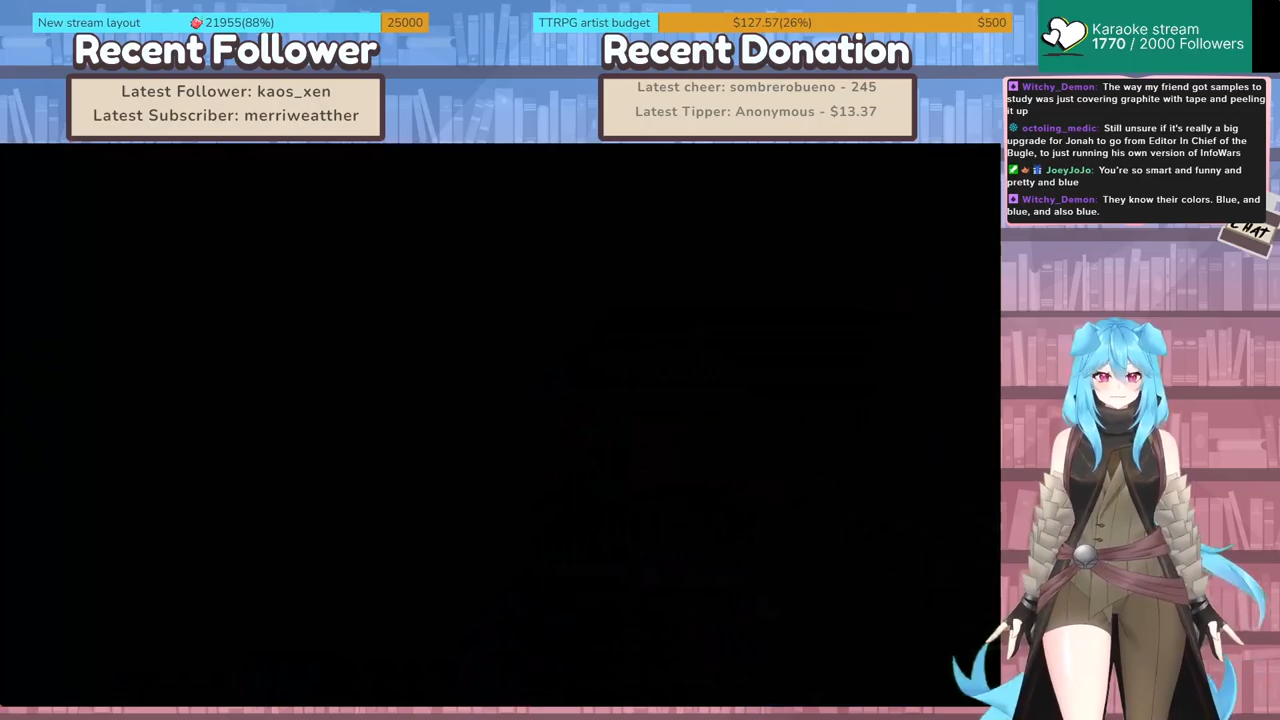 New stream layout 21955(88%) 25000
TTRPG artist budget $127.57(26%) $500
Karaoke stream
1770 / 2000 Followers
Recent Follower
Latest Follower: kaos_xen
Latest Subscriber: merriweatther
Recent Donation
Latest cheer: sombrerobueno - 245
Latest Tipper: Anonymous - $13.37
Witchy_Demon: The way my friend got samples to
study was just covering graphite with tape and peeling
it up
octoling_medic: Still unsure if it's really a big
upgrade for Jonah to go from Editor In Chief of the
Bugle, to just running his own version of InfoWars
JoeyJoJo: You're so smart and funny and
pretty and blue
Witchy_Demon: They know their colors. Blue, and
blue, and also blue.
CHAT